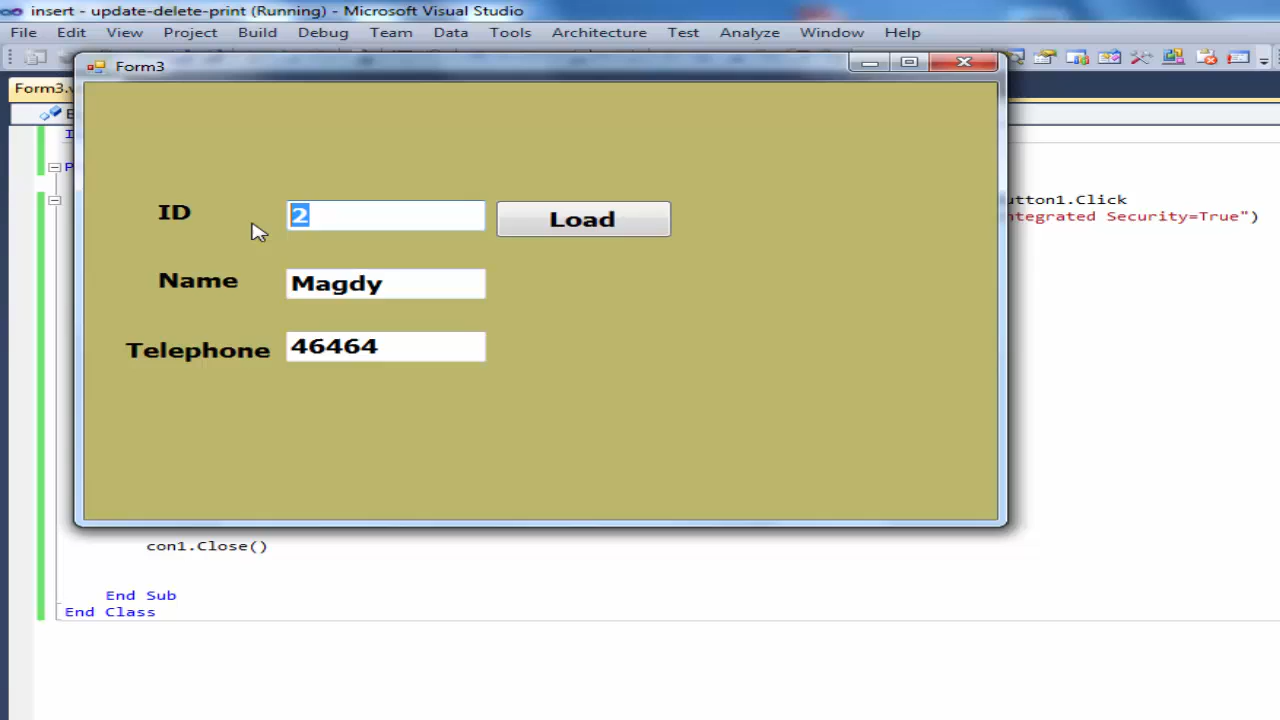 insert - update-delete-print (Running) - Microsoft Visual Studio
File Edit View Project Build Debug Team Data Tools Architecture Test Analyze Window Help
Form3
Form3.v
utton1.Click
ntegrated Security=True")
ID 2 Load
Name Magdy
Telephone 46464
con1.Close()
End Sub
End Class